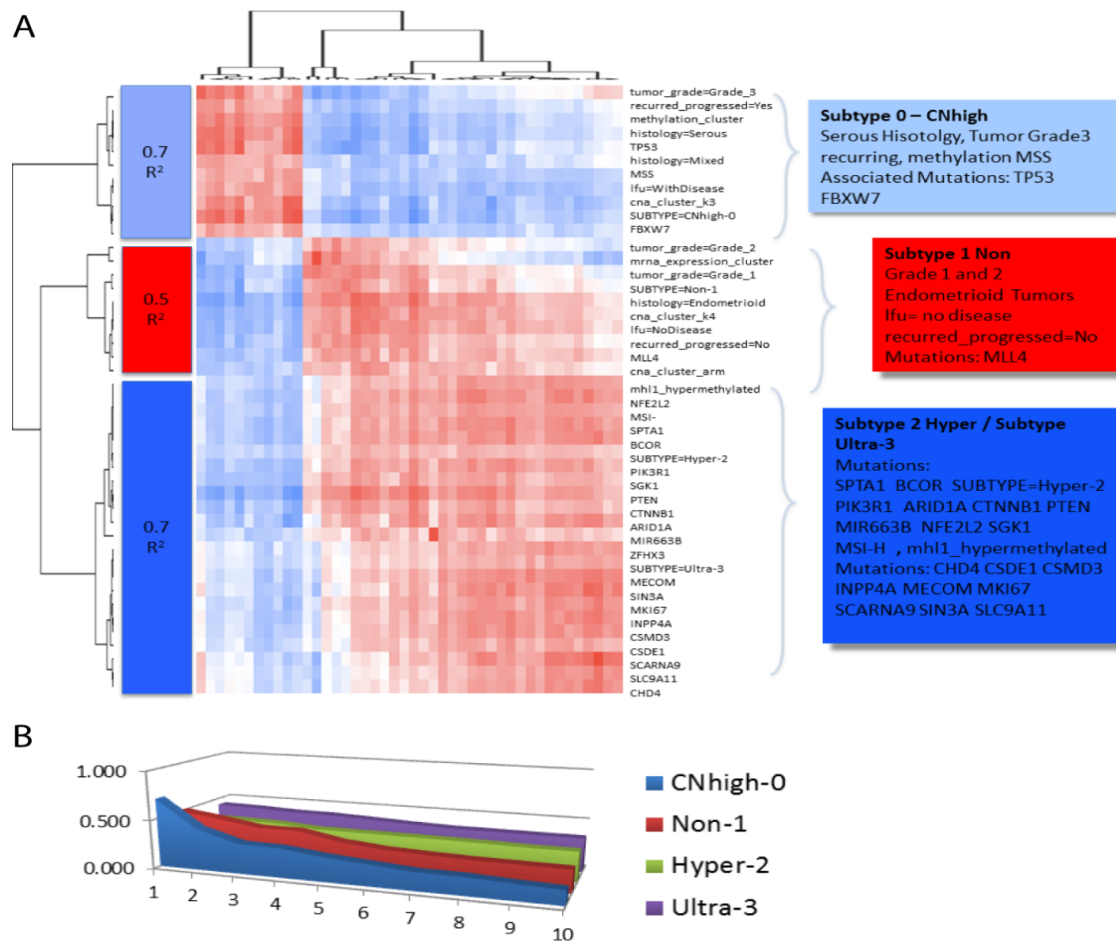 A
0.7
R²
0.5
R²
0.7
R²
tumor_grade=Grade_3
recurred_progressed=Yes
methylation_cluster
histology=Serous
TP53
histology=Mixed
MSS
lfu=WithDisease
cna_cluster_k3
SUBTYPE=CNhigh-0
FBXW7
tumor_grade=Grade_2
mrna_expression_cluster
tumor_grade=Grade_1
SUBTYPE=Non-1
histology=Endometrioid
cna_cluster_k4
lfu=NoDisease
recurred_progressed=No
MLL4
cna_cluster_arm
mhl1_hypermethylated
NFE2L2
MSI-
SPTA1
BCOR
SUBTYPE=Hyper-2
PIK3R1
SGK1
PTEN
CTNNB1
ARID1A
MIR663B
ZFHX3
SUBTYPE=Ultra-3
MECOM
SIN3A
MKI67
INPP4A
CSMD3
CSDE1
SCARNA9
SLC9A11
CHD4
Subtype 0 – CNhigh
Serous Hisotolgy, Tumor Grade3
recurring, methylation MSS
Associated Mutations: TP53
FBXW7
Subtype 1 Non
Grade 1 and 2
Endometrioid Tumors
lfu= no disease
recurred_progressed=No
Mutations: MLL4
Subtype 2 Hyper / Subtype
Ultra-3
Mutations:
SPTA1 BCOR SUBTYPE=Hyper-2
PIK3R1 ARID1A CTNNB1 PTEN
MIR663B NFE2L2 SGK1
MSI-H , mhl1_hypermethylated
Mutations: CHD4 CSDE1 CSMD3
INPP4A MECOM MKI67
SCARNA9 SIN3A SLC9A11
B
1.000
0.500
0.000
1 2 3 4 5 6 7 8 9 10
CNhigh-0
Non-1
Hyper-2
Ultra-3